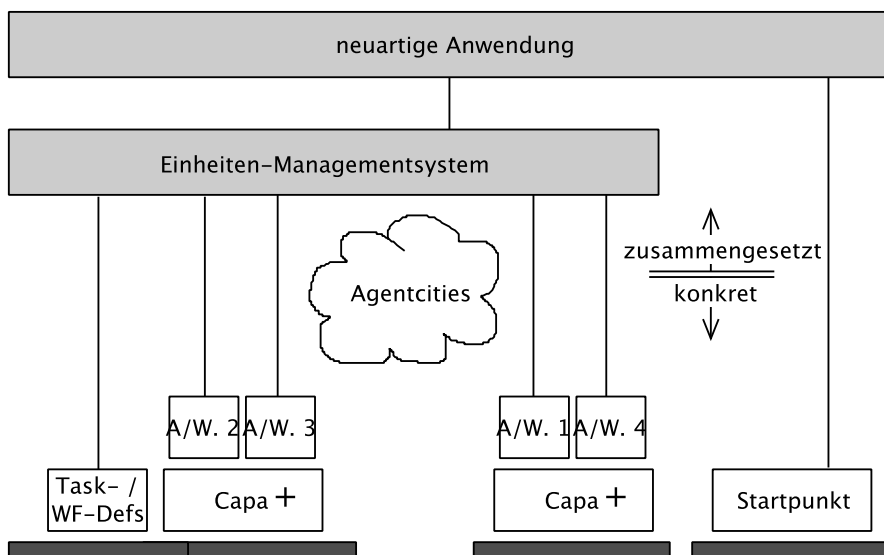 neuartige Anwendung
Einheiten-Managementsystem
zusammengesetzt
Agentcities
konkret
A/W. 2
A/W. 3
A/W. 1
A/W. 4
Task- /
WF-Defs
Capa +
Capa +
Startpunkt